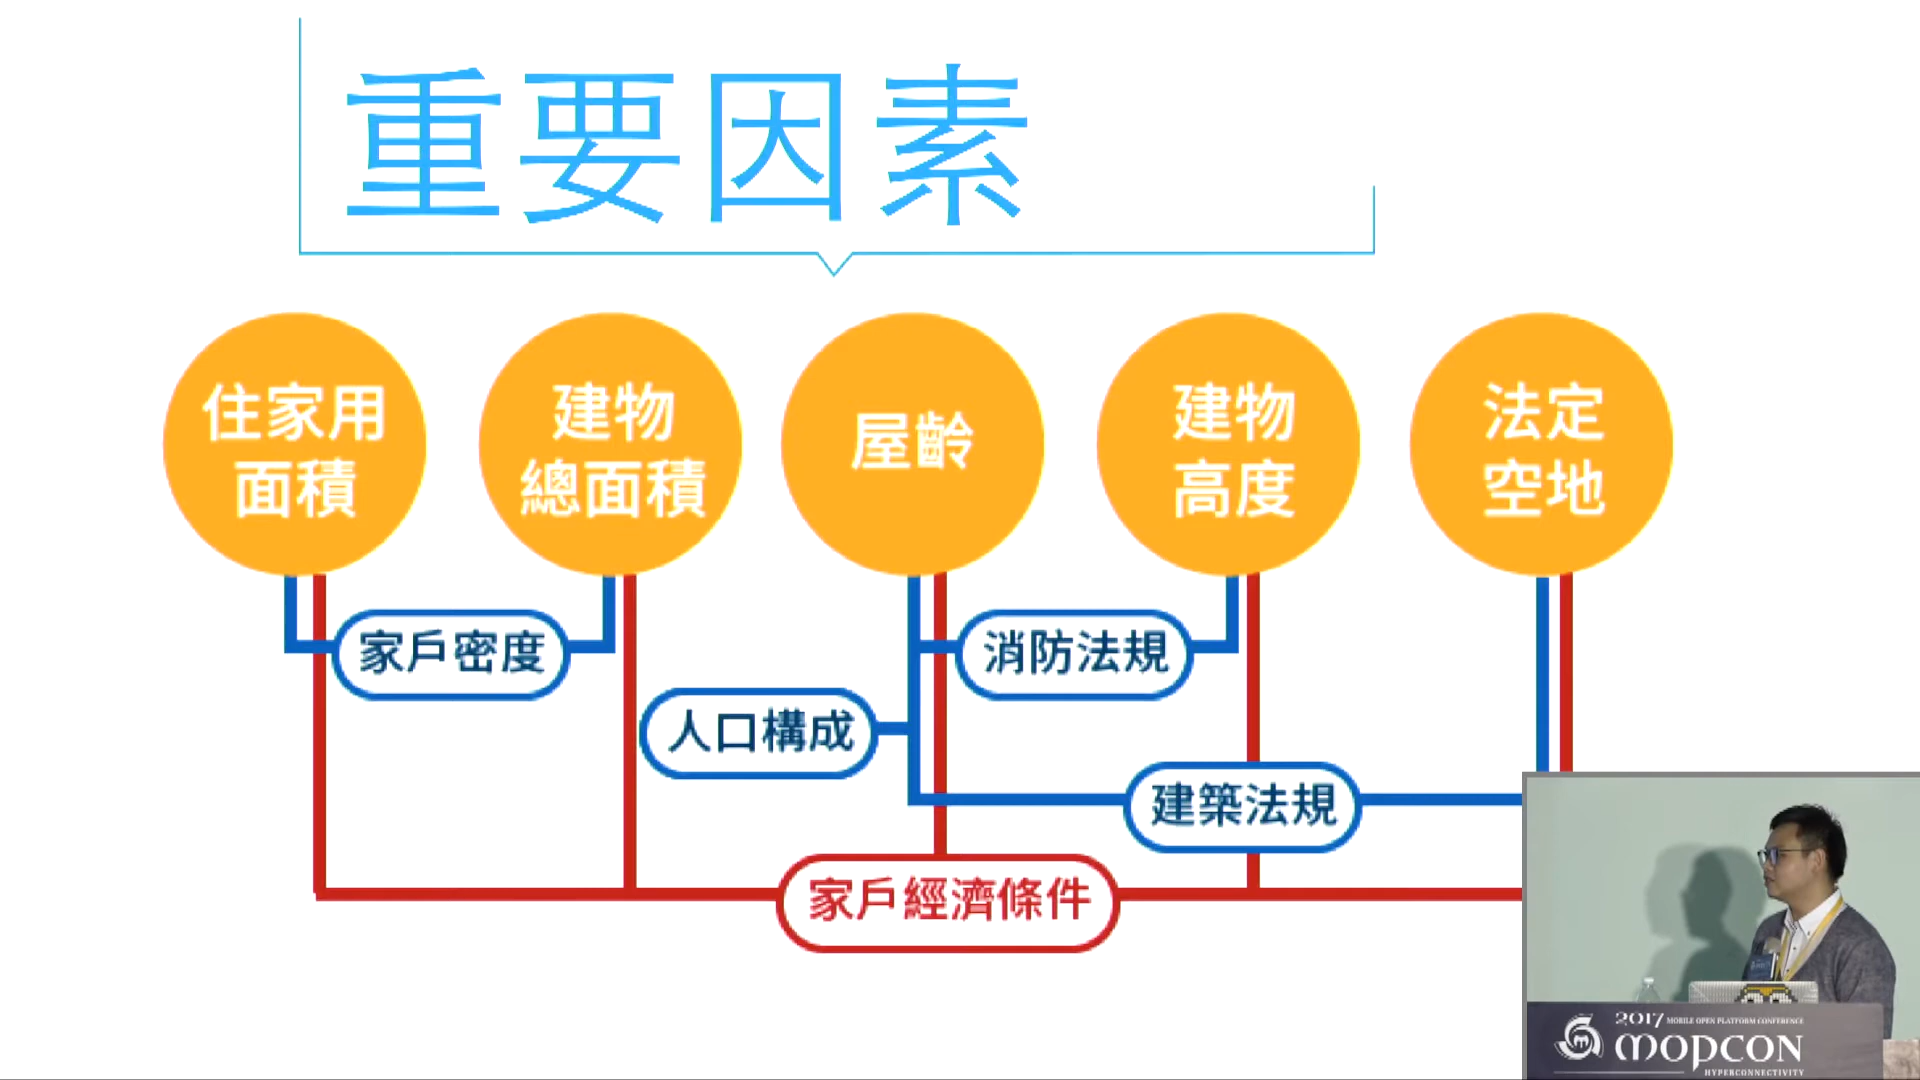 重要因素
住家用
面積
建物
總面積
屋齡
建物
高度
法定
空地
家戶密度
消防法規
人口構成
建築法規
家戶經濟條件
2017 MOBILE OPEN PLATFORM CONFERENCE
MOPCON
HYPERCONNECTIVITY